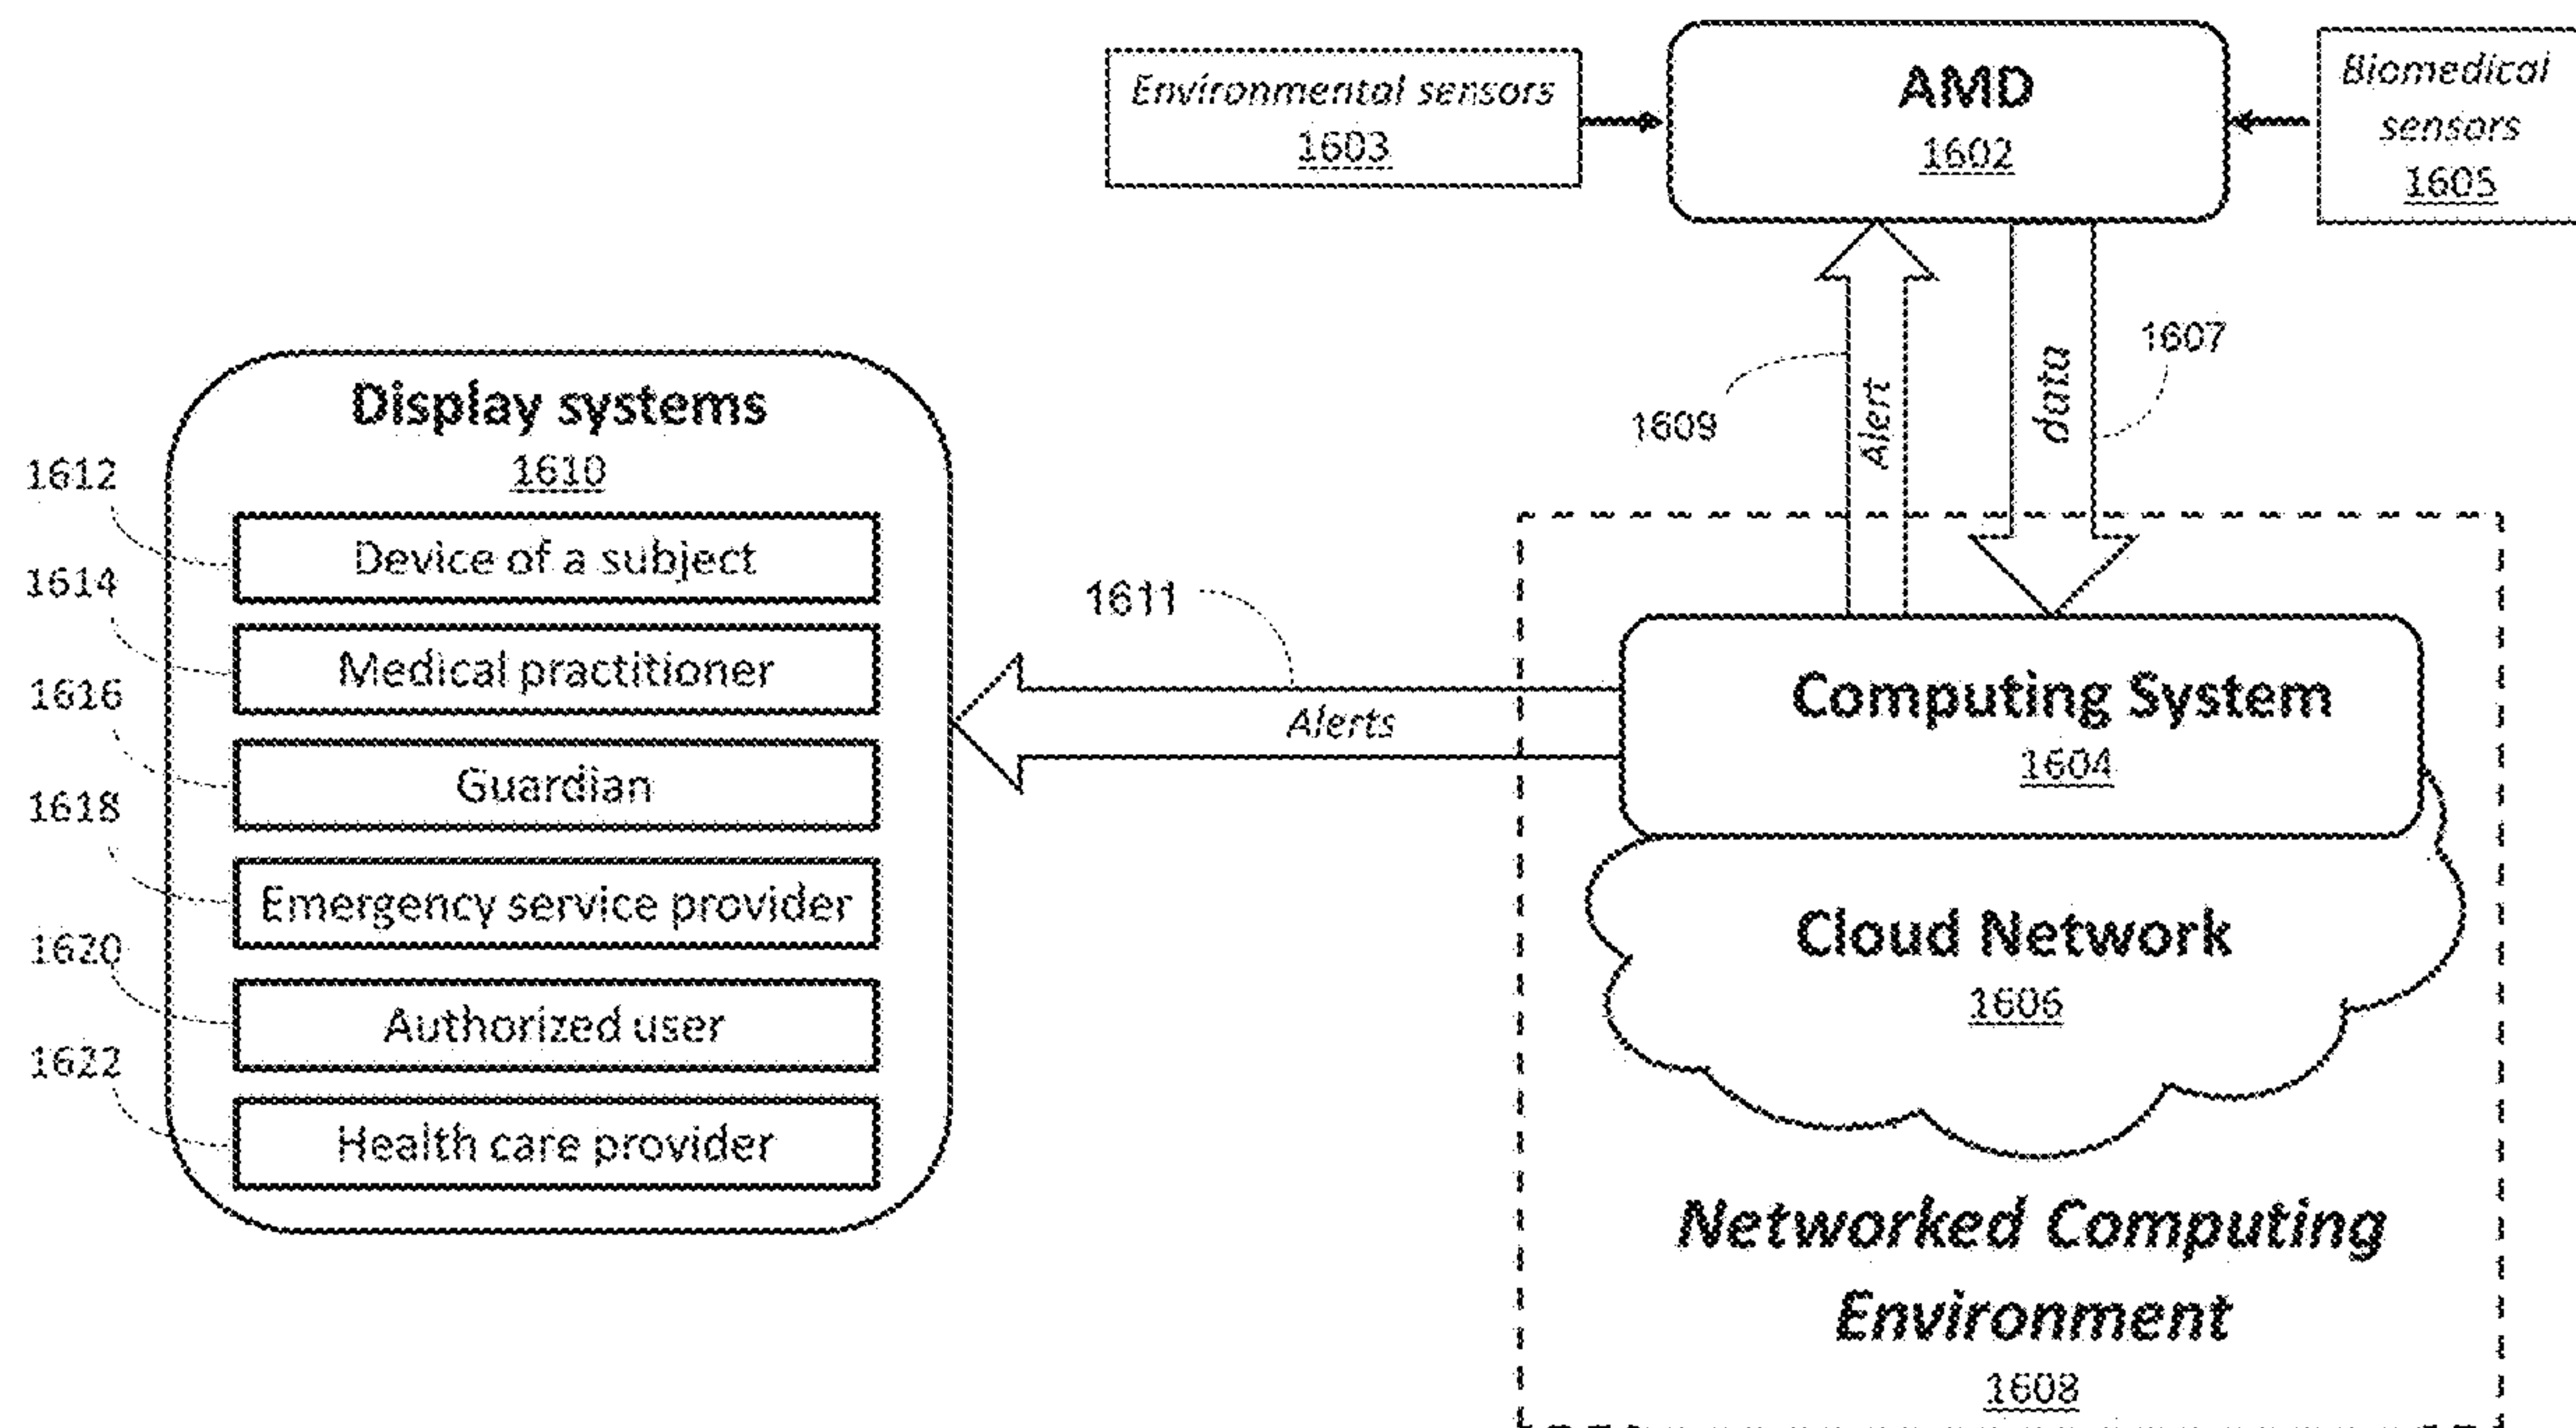 Environmental sensors
1603
AMD
1602
Biomedical
sensors
1605
1609
Alert
data
1607
Display systems
1610
1612
Device of a subject
1614
Medical practitioner
1616
Guardian
1618
Emergency service provider
1620
Authorized user
1622
Health care provider
1611
Alerts
Computing System
1604
Cloud Network
1606
Networked Computing
Environment
1608